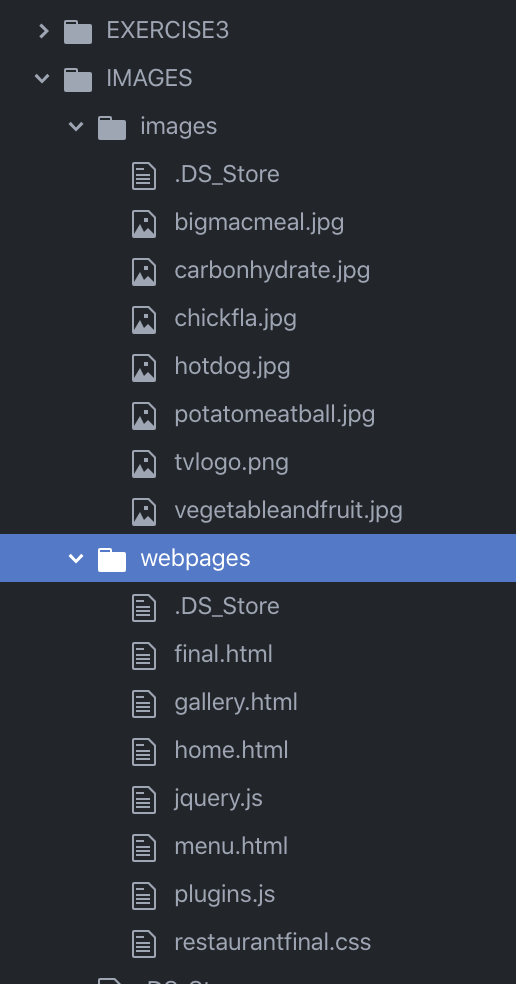 EXERCISE3
IMAGES
images
.DS_Store
bigmacmeal.jpg
carbonhydrate.jpg
chickfla.jpg
hotdog.jpg
potatomeatball.jpg
tvlogo.png
vegetableandfruit.jpg
webpages
.DS_Store
final.html
gallery.html
home.html
jquery.js
menu.html
plugins.js
restaurantfinal.css